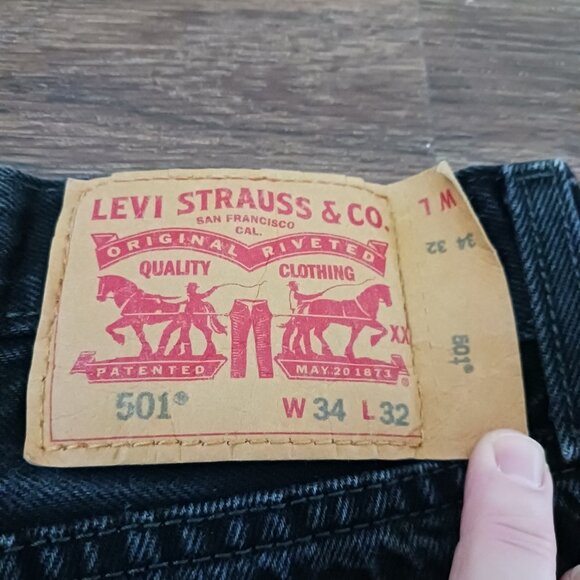 LEVI STRAUSS & CO.
SAN FRANCISCO
CAL.
ORIGINAL RIVETED
QUALITY CLOTHING
XX
PATENTED MAY 20 1873 ®
501® W 34 L 32
W L
34 32
501